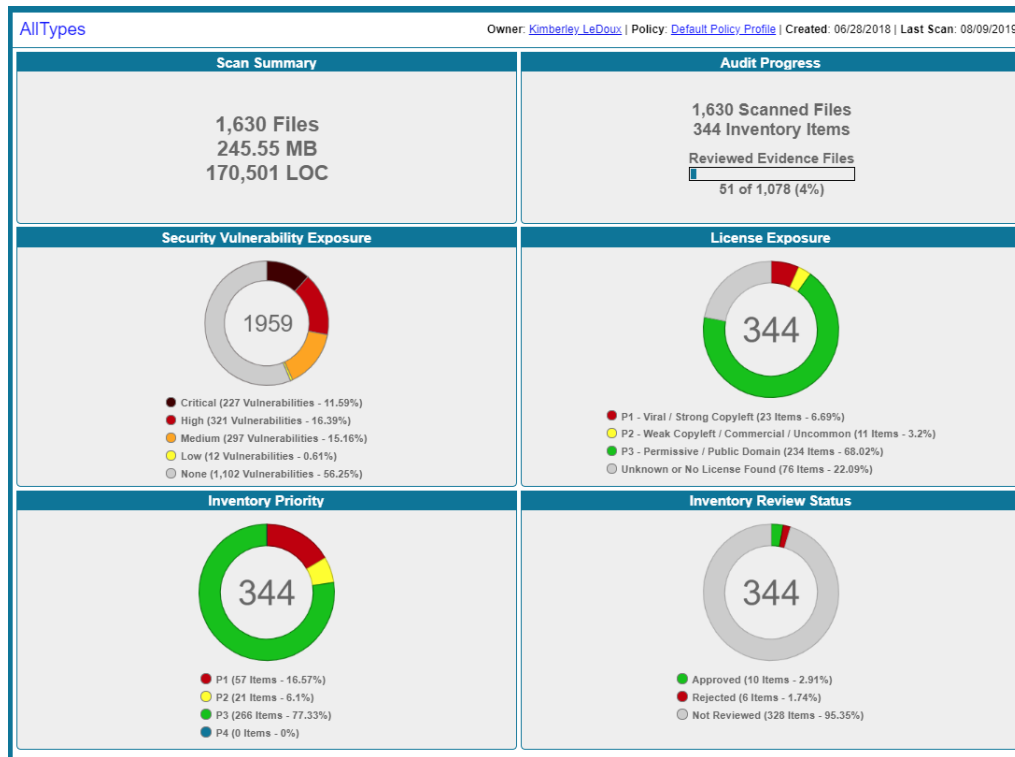 AllTypes
Owner: Kimberley LeDoux | Policy: Default Policy Profile | Created: 06/28/2018 | Last Scan: 08/09/2019
Scan Summary
1,630 Files
245.55 MB
170,501 LOC
Audit Progress
1,630 Scanned Files
344 Inventory Items
Reviewed Evidence Files
51 of 1,078 (4%)
Security Vulnerability Exposure
1959
Critical (227 Vulnerabilities - 11.59%)
High (321 Vulnerabilities - 16.39%)
Medium (297 Vulnerabilities - 15.16%)
Low (12 Vulnerabilities - 0.61%)
None (1,102 Vulnerabilities - 56.25%)
License Exposure
344
P1 - Viral / Strong Copyleft (23 Items - 6.69%)
P2 - Weak Copyleft / Commercial / Uncommon (11 Items - 3.2%)
P3 - Permissive / Public Domain (234 Items - 68.02%)
Unknown or No License Found (76 Items - 22.09%)
Inventory Priority
344
P1 (57 Items - 16.57%)
P2 (21 Items - 6.1%)
P3 (266 Items - 77.33%)
P4 (0 Items - 0%)
Inventory Review Status
344
Approved (10 Items - 2.91%)
Rejected (6 Items - 1.74%)
Not Reviewed (328 Items - 95.35%)